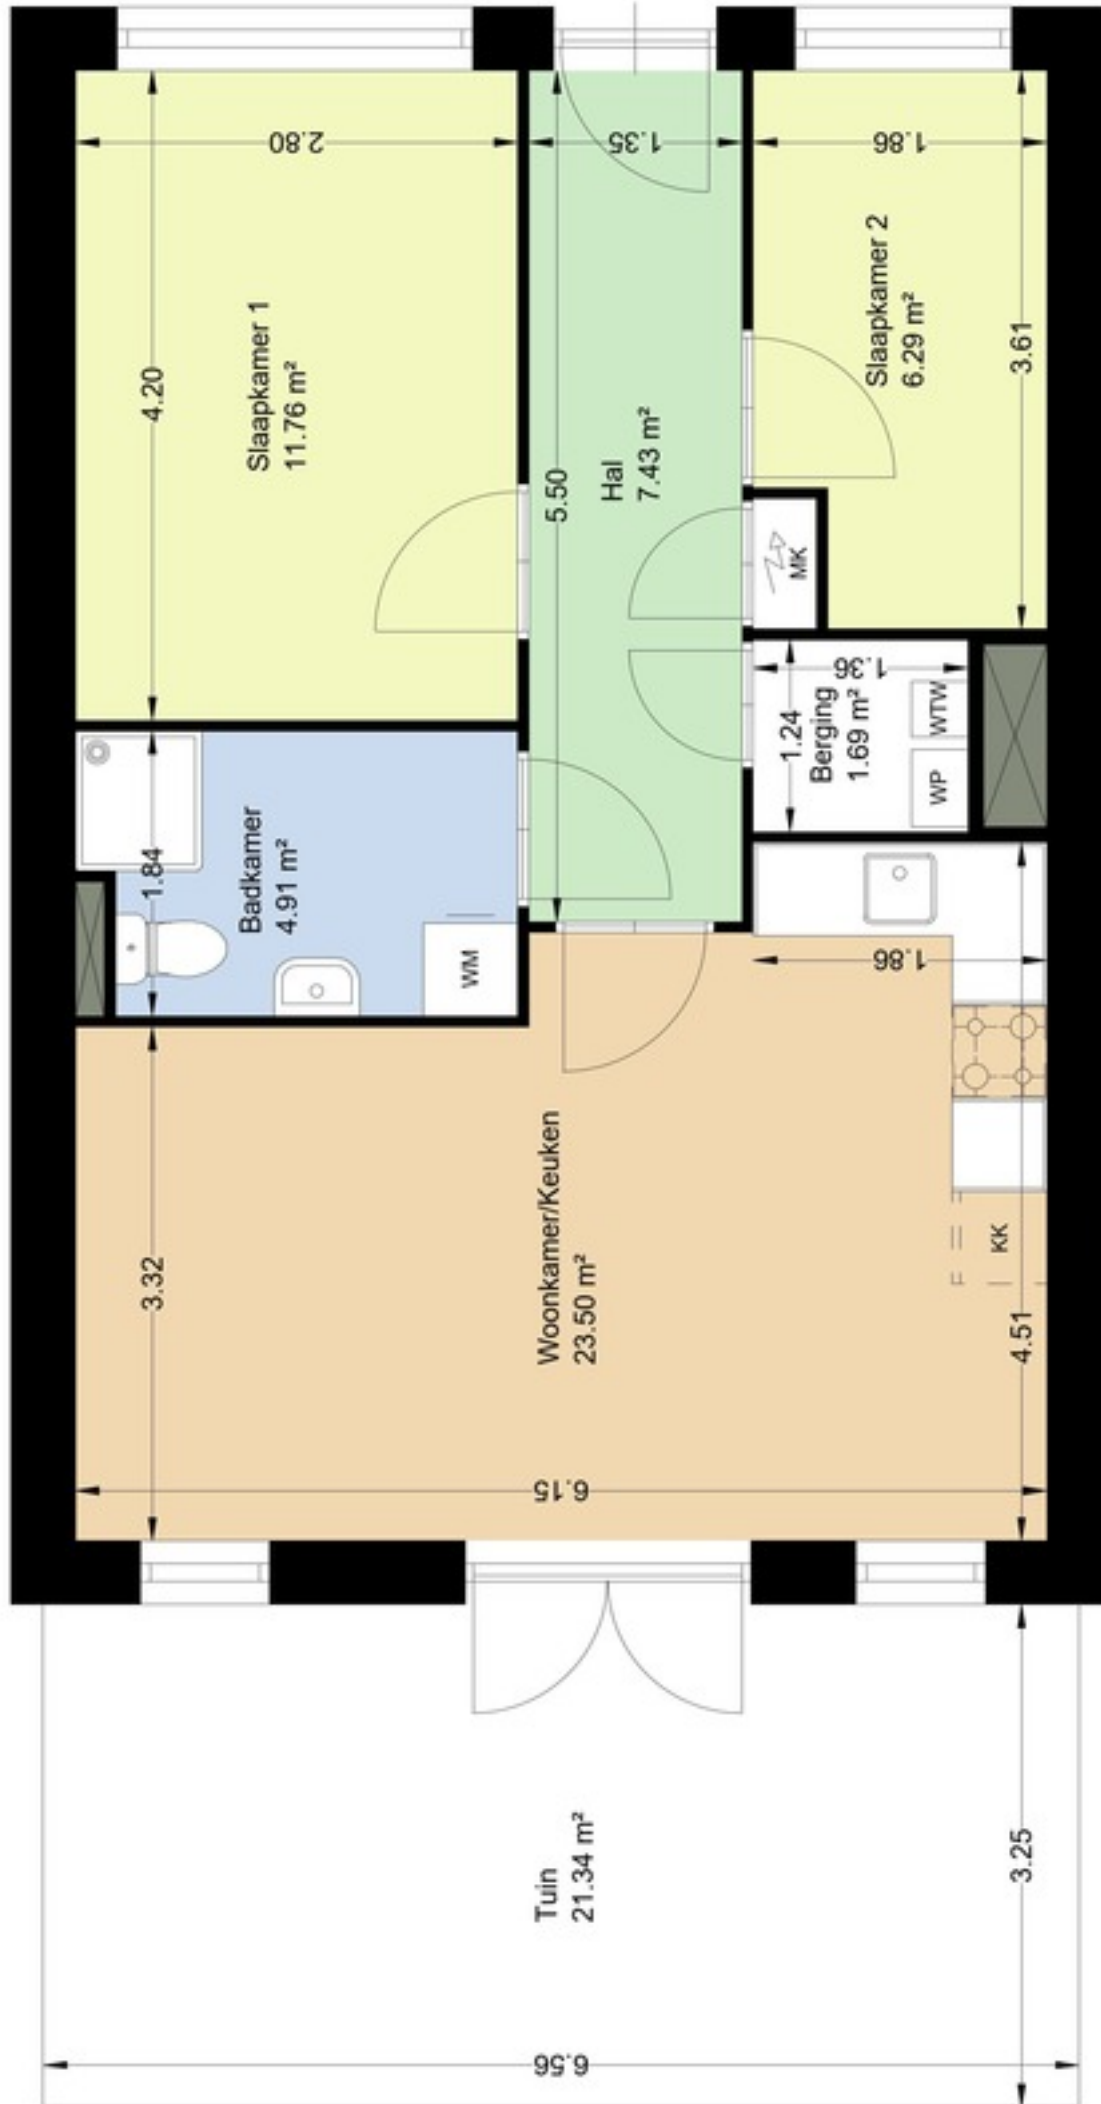 2.80
1.35
1.86
4.20
Slaapkamer 1
11.76 m²
5.50
Hal
7.43 m²
Slaapkamer 2
6.29 m²
3.61
MK
1.84
Badkamer
4.91 m²
WM
1.36
1.24
Berging
1.69 m²
WTW
WP
1.86
3.32
Woonkamer/Keuken
23.50 m²
KK
4.51
6.15
Tuin
21.34 m²
3.25
6.56